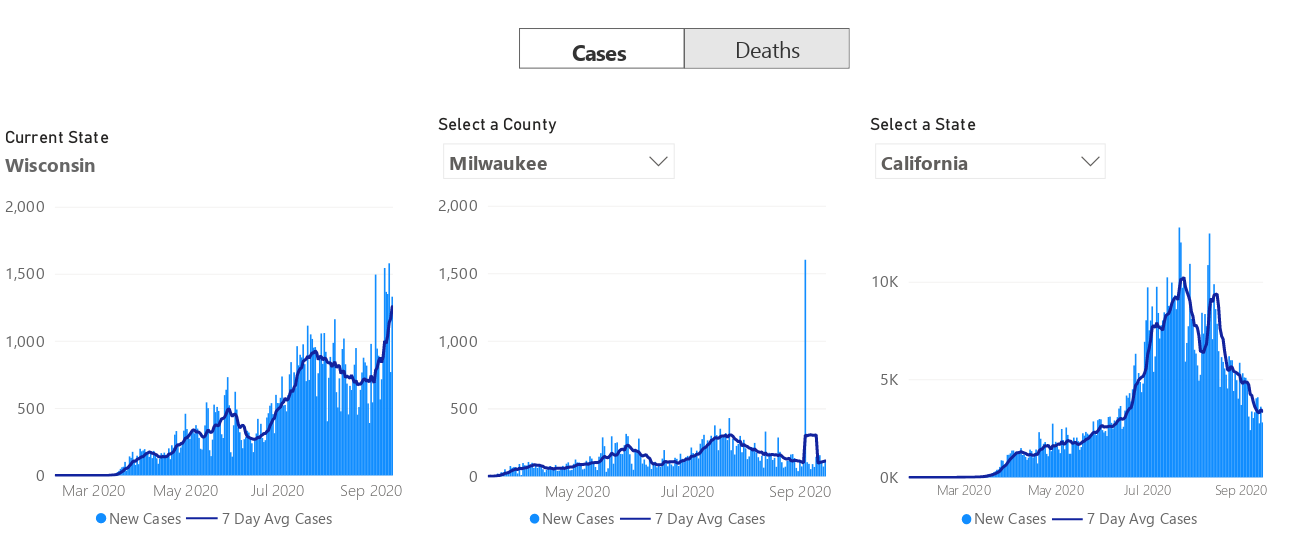 Cases Deaths
Current State
Wisconsin
2,000
1,500
1,000
500
0
Mar 2020 May 2020 Jul 2020 Sep 2020
New Cases 7 Day Avg Cases
Select a County
Milwaukee
2,000
1,500
1,000
500
0
May 2020 Jul 2020 Sep 2020
New Cases 7 Day Avg Cases
Select a State
California
10K
5K
0K
Mar 2020 May 2020 Jul 2020 Sep 2020
New Cases 7 Day Avg Cases